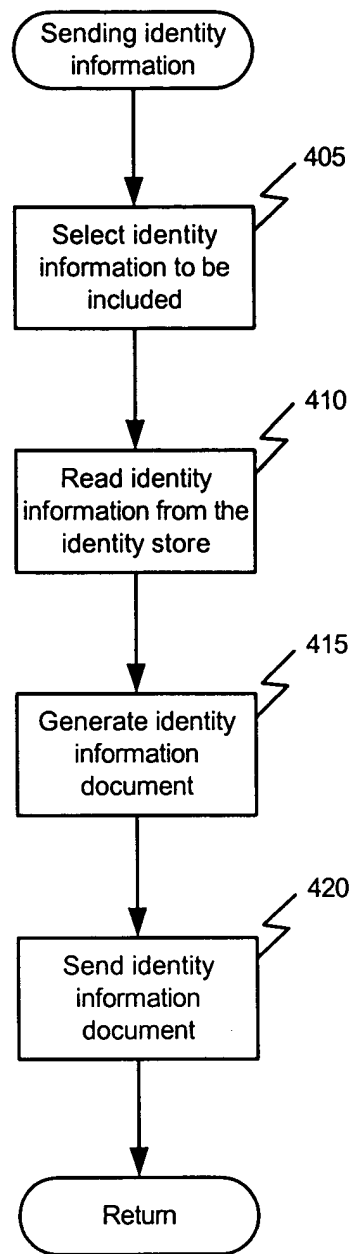 Sending identity
information
405
Select identity
information to be
included
410
Read identity
information from the
identity store
415
Generate identity
information
document
420
Send identity
information
document
Return